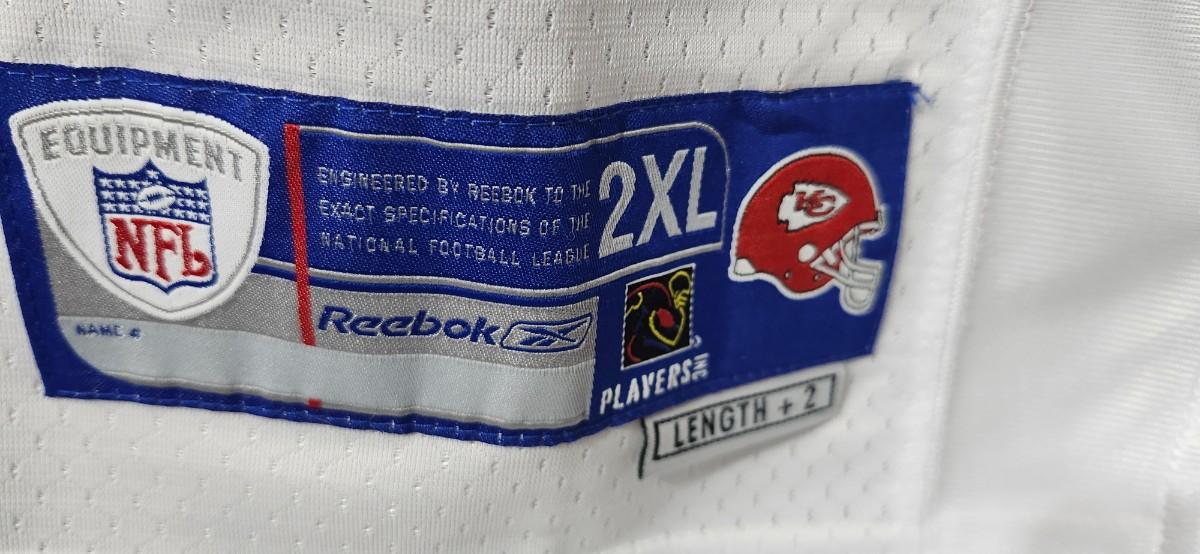 EQUIPMENT
NFL
NAME #
ENGINEERED BY REEBOK TO THE
EXACT SPECIFICATIONS OF THE
NATIONAL FOOTBALL LEAGUE
Reebok
2XL
KC
PLAYERS INC
LENGTH + 2